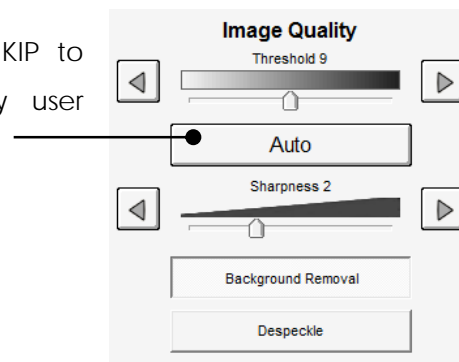 KIP to
user
Image Quality
Threshold 9
Auto
Sharpness 2
Background Removal
Despeckle